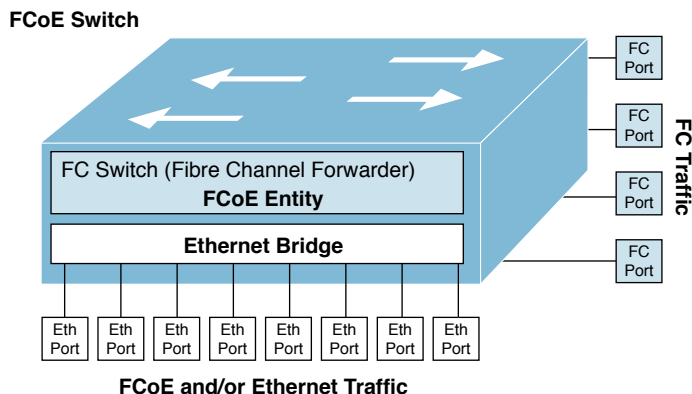 FCoE Switch
FC
Port
FC
Port
FC
Port
FC
Port
FC Traffic
FC Switch (Fibre Channel Forwarder)
FCoE Entity
Ethernet Bridge
Eth
Port
Eth
Port
Eth
Port
Eth
Port
Eth
Port
Eth
Port
Eth
Port
Eth
Port
FCoE and/or Ethernet Traffic